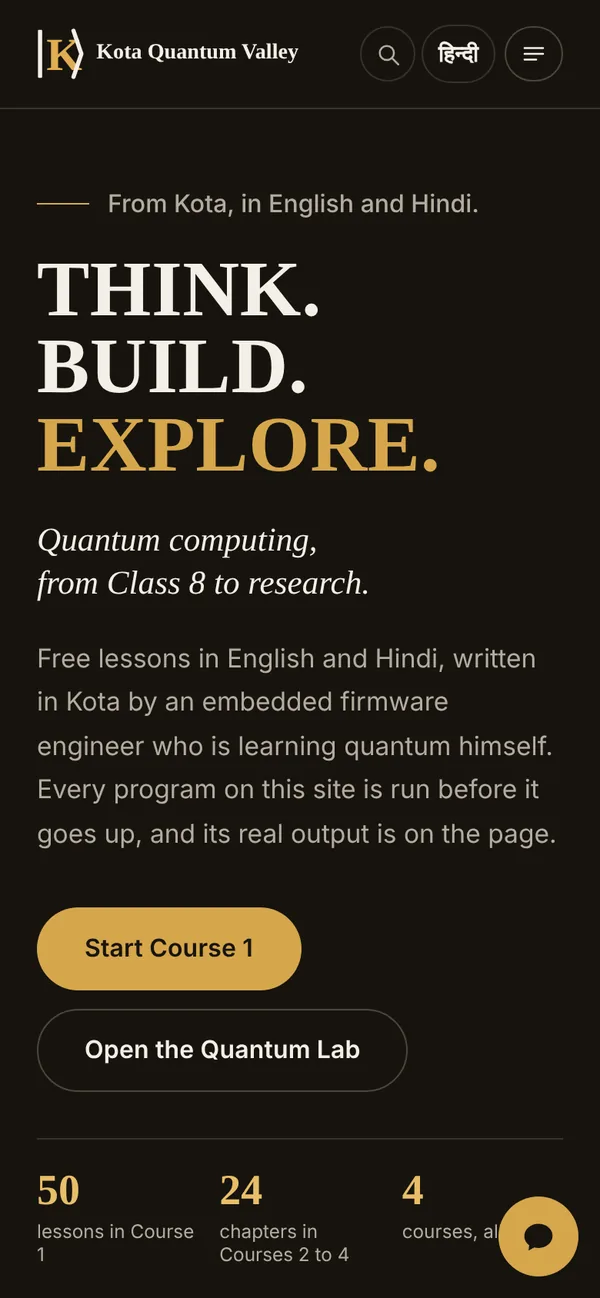 K
Kota Quantum Valley
हिन्दी
From Kota, in English and Hindi.
THINK.
BUILD.
EXPLORE.
Quantum computing,
from Class 8 to research.
Free lessons in English and Hindi, written
in Kota by an embedded firmware
engineer who is learning quantum himself.
Every program on this site is run before it
goes up, and its real output is on the page.
Start Course 1
Open the Quantum Lab
50
lessons in Course
1
24
chapters in
Courses 2 to 4
4
courses,